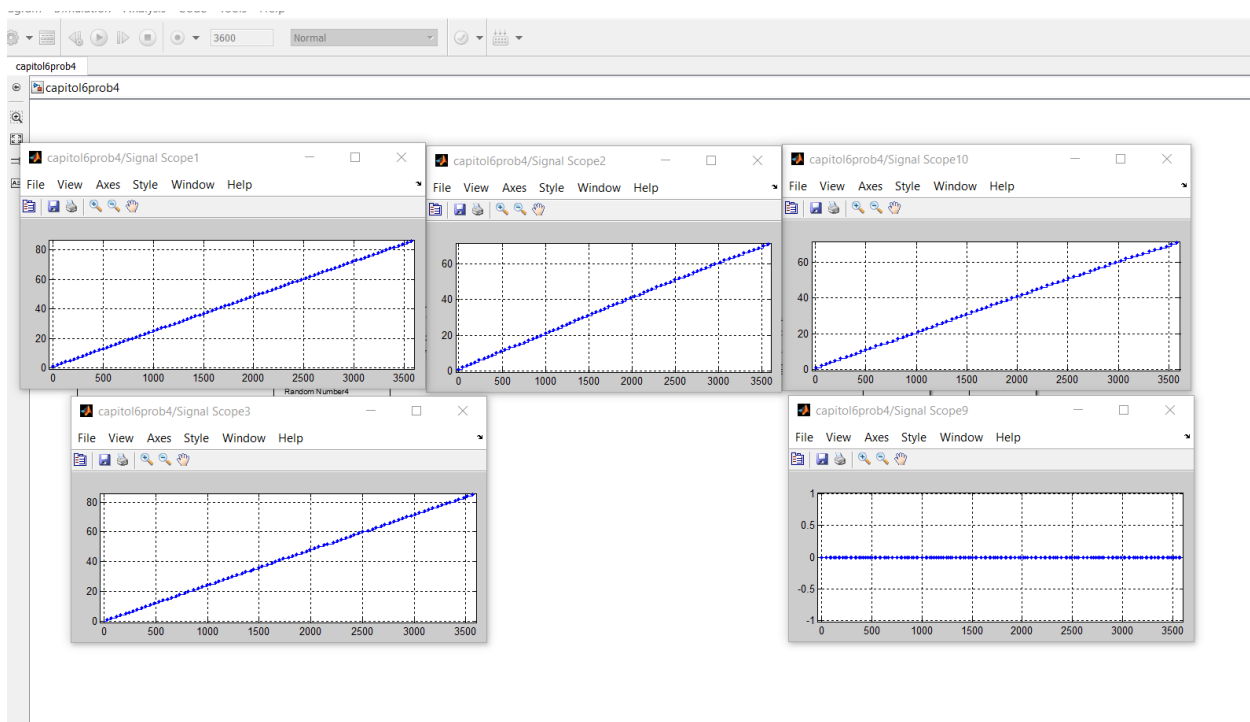 3600 Normal
capitol6prob4
capitol6prob4
capitol6prob4/Signal Scope1
File View Axes Style Window Help
80
60
40
20
0
0 500 1000 1500 2000 2500 3000 3500
capitol6prob4/Signal Scope2
File View Axes Style Window Help
60
40
20
0
0 500 1000 1500 2000 2500 3000 3500
capitol6prob4/Signal Scope10
File View Axes Style Window Help
60
40
20
0
0 500 1000 1500 2000 2500 3000 3500
Random Number4
capitol6prob4/Signal Scope3
File View Axes Style Window Help
80
60
40
20
0
0 500 1000 1500 2000 2500 3000 3500
capitol6prob4/Signal Scope9
File View Axes Style Window Help
1
0.5
0
-0.5
-1
0 500 1000 1500 2000 2500 3000 3500